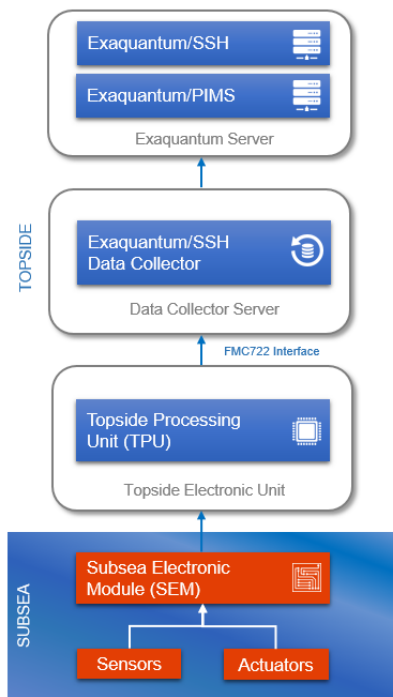 Exaquantum/SSH
Exaquantum/PIMS
Exaquantum Server
TOPSIDE
Exaquantum/SSH
Data Collector
Data Collector Server
FMC722 Interface
Topside Processing
Unit (TPU)
Topside Electronic Unit
SUBSEA
Subsea Electronic
Module (SEM)
Sensors
Actuators